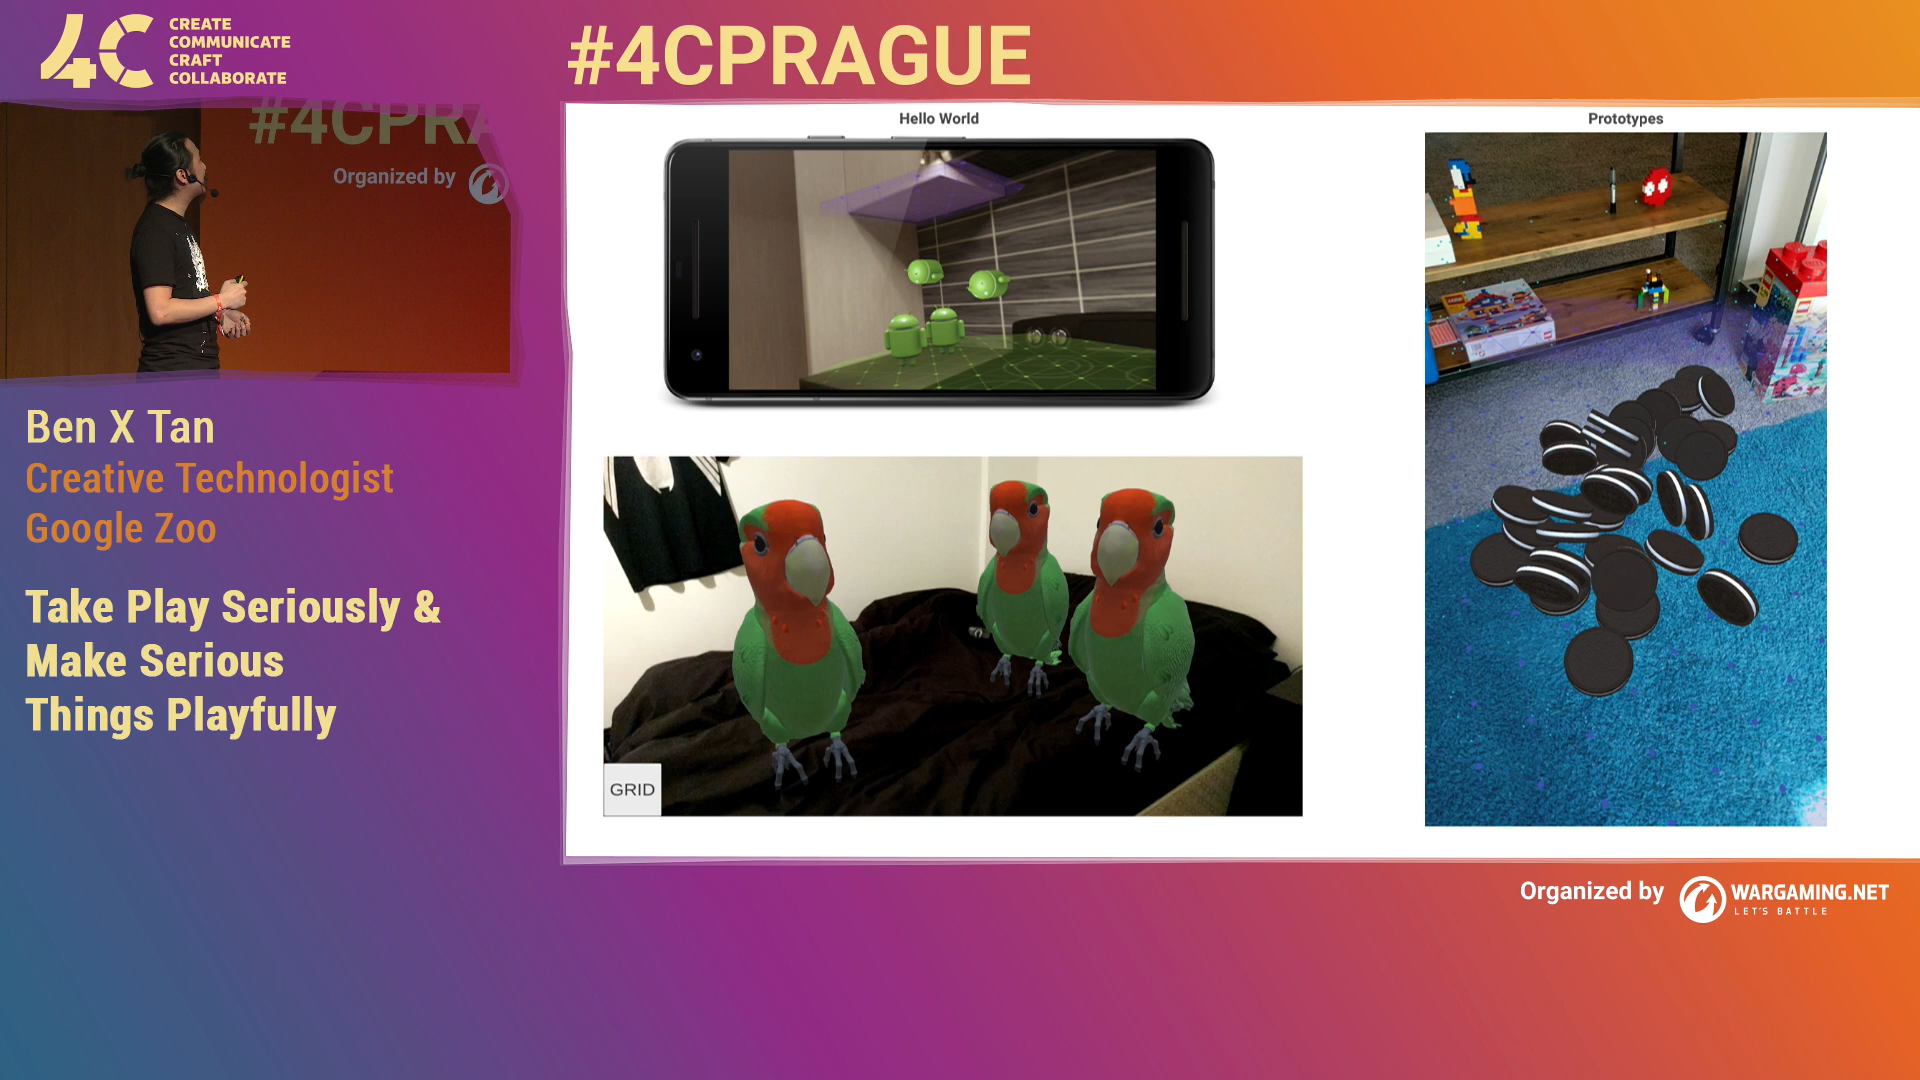 4C
CREATE
COMMUNICATE
CRAFT
COLLABORATE
#4CPRAGUE
#4CPRA
Organized by
Ben X Tan
Creative Technologist
Google Zoo
Take Play Seriously &
Make Serious
Things Playfully
Hello World
GRID
Prototypes
LEGO
Organized by
WARGAMING.NET
LET'S BATTLE